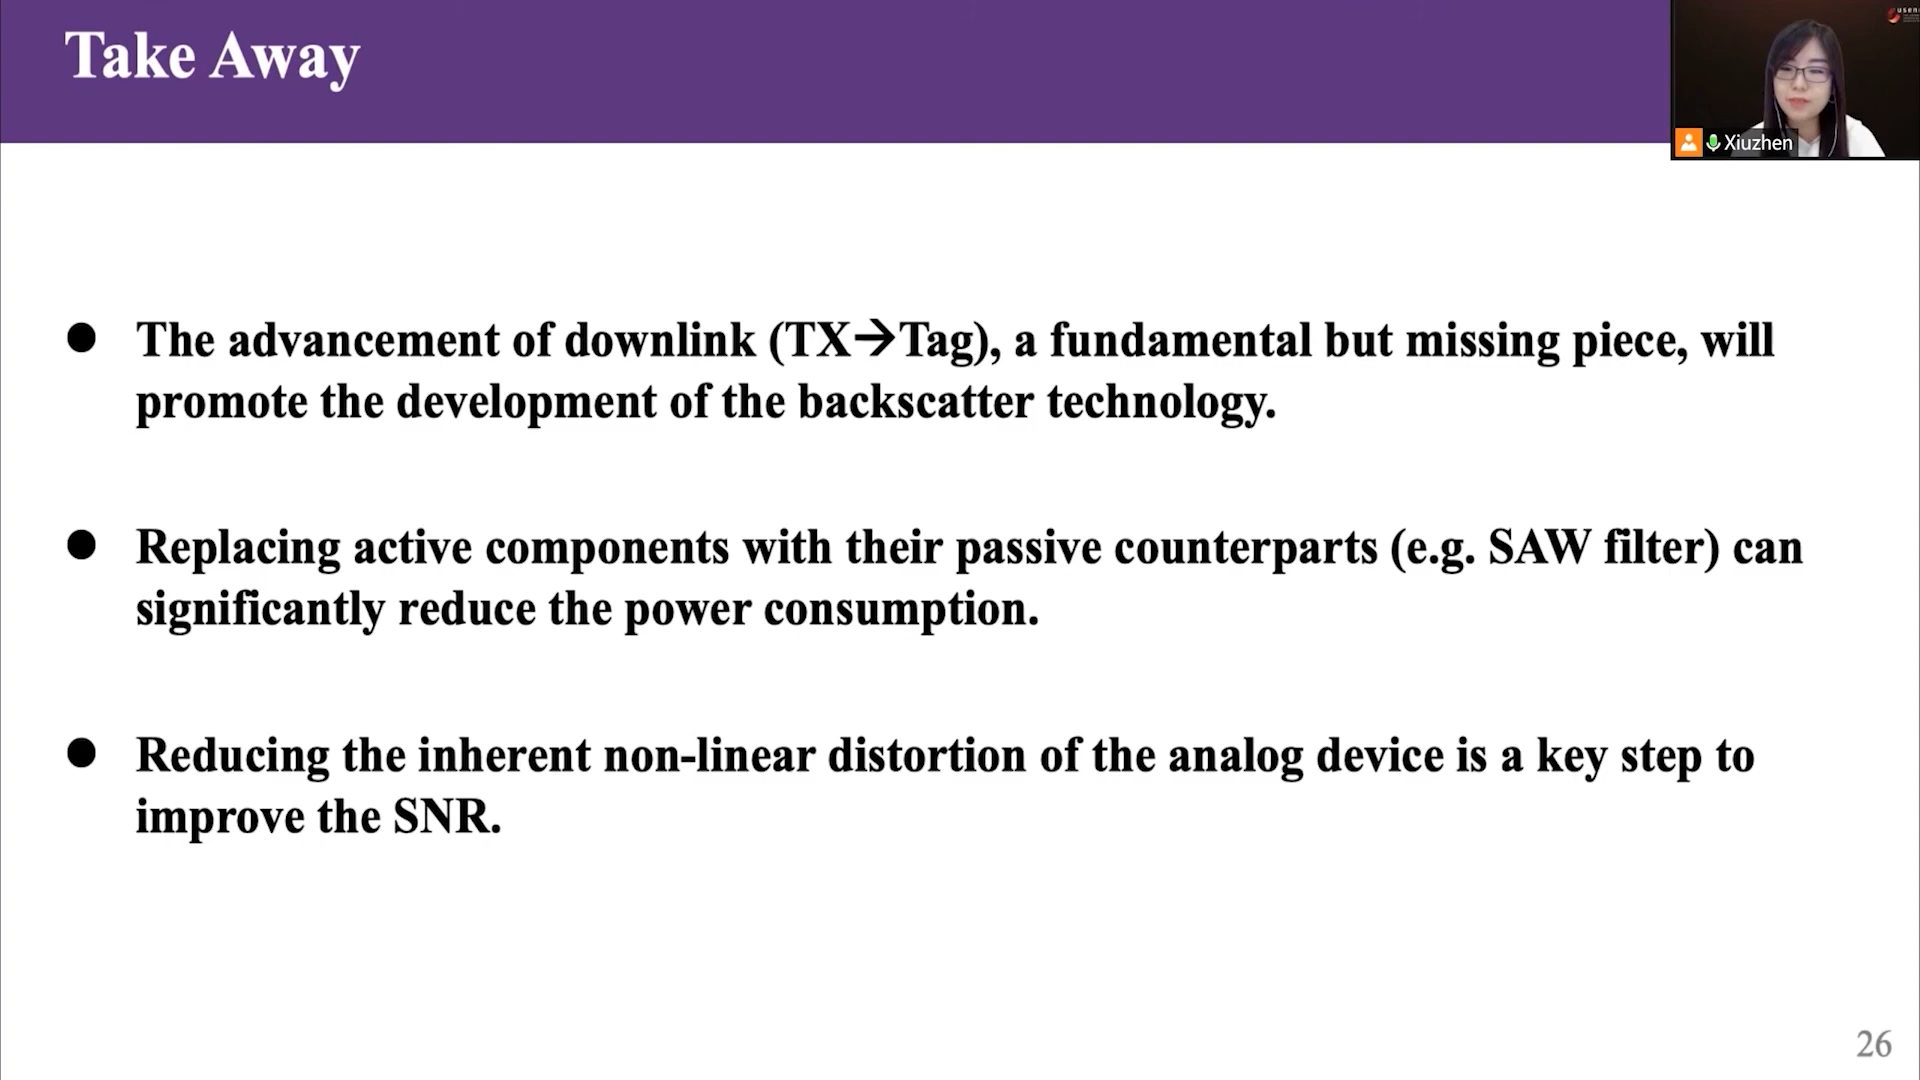 Take Away
Xiuzhen
● The advancement of downlink (TX→Tag), a fundamental but missing piece, will
promote the development of the backscatter technology.
● Replacing active components with their passive counterparts (e.g. SAW filter) can
significantly reduce the power consumption.
● Reducing the inherent non-linear distortion of the analog device is a key step to
improve the SNR.
26